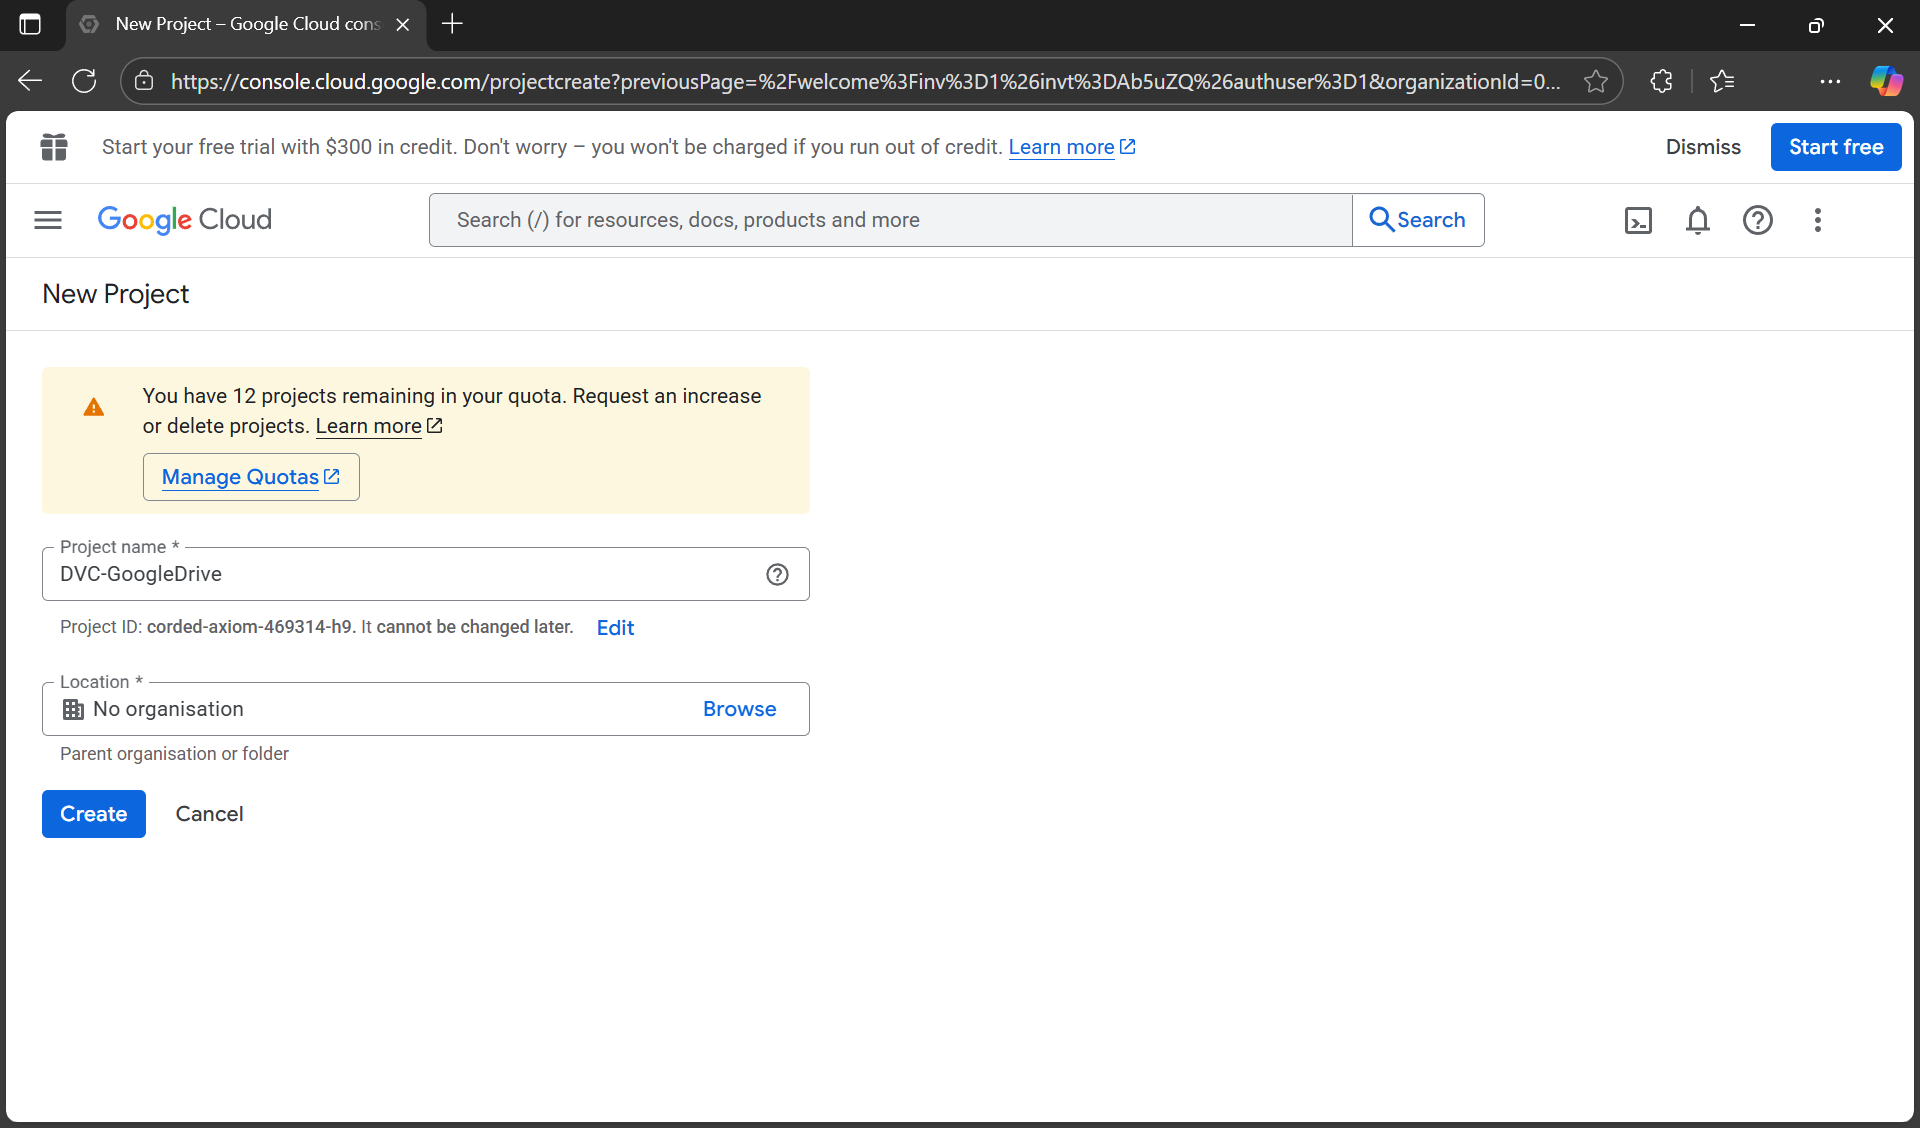 New Project – Google Cloud cons
https://console.cloud.google.com/projectcreate?previousPage=%2Fwelcome%3Finv%3D1%26invt%3DAb5uZQ%26authuser%3D1&organizationId=0...
Start your free trial with $300 in credit. Don't worry – you won't be charged if you run out of credit. Learn more
Dismiss
Start free
Google Cloud
Search (/) for resources, docs, products and more
Search
New Project
You have 12 projects remaining in your quota. Request an increase
or delete projects. Learn more
Manage Quotas
Project name *
DVC-GoogleDrive
Project ID: corded-axiom-469314-h9. It cannot be changed later. Edit
Location *
No organisation
Browse
Parent organisation or folder
Create
Cancel